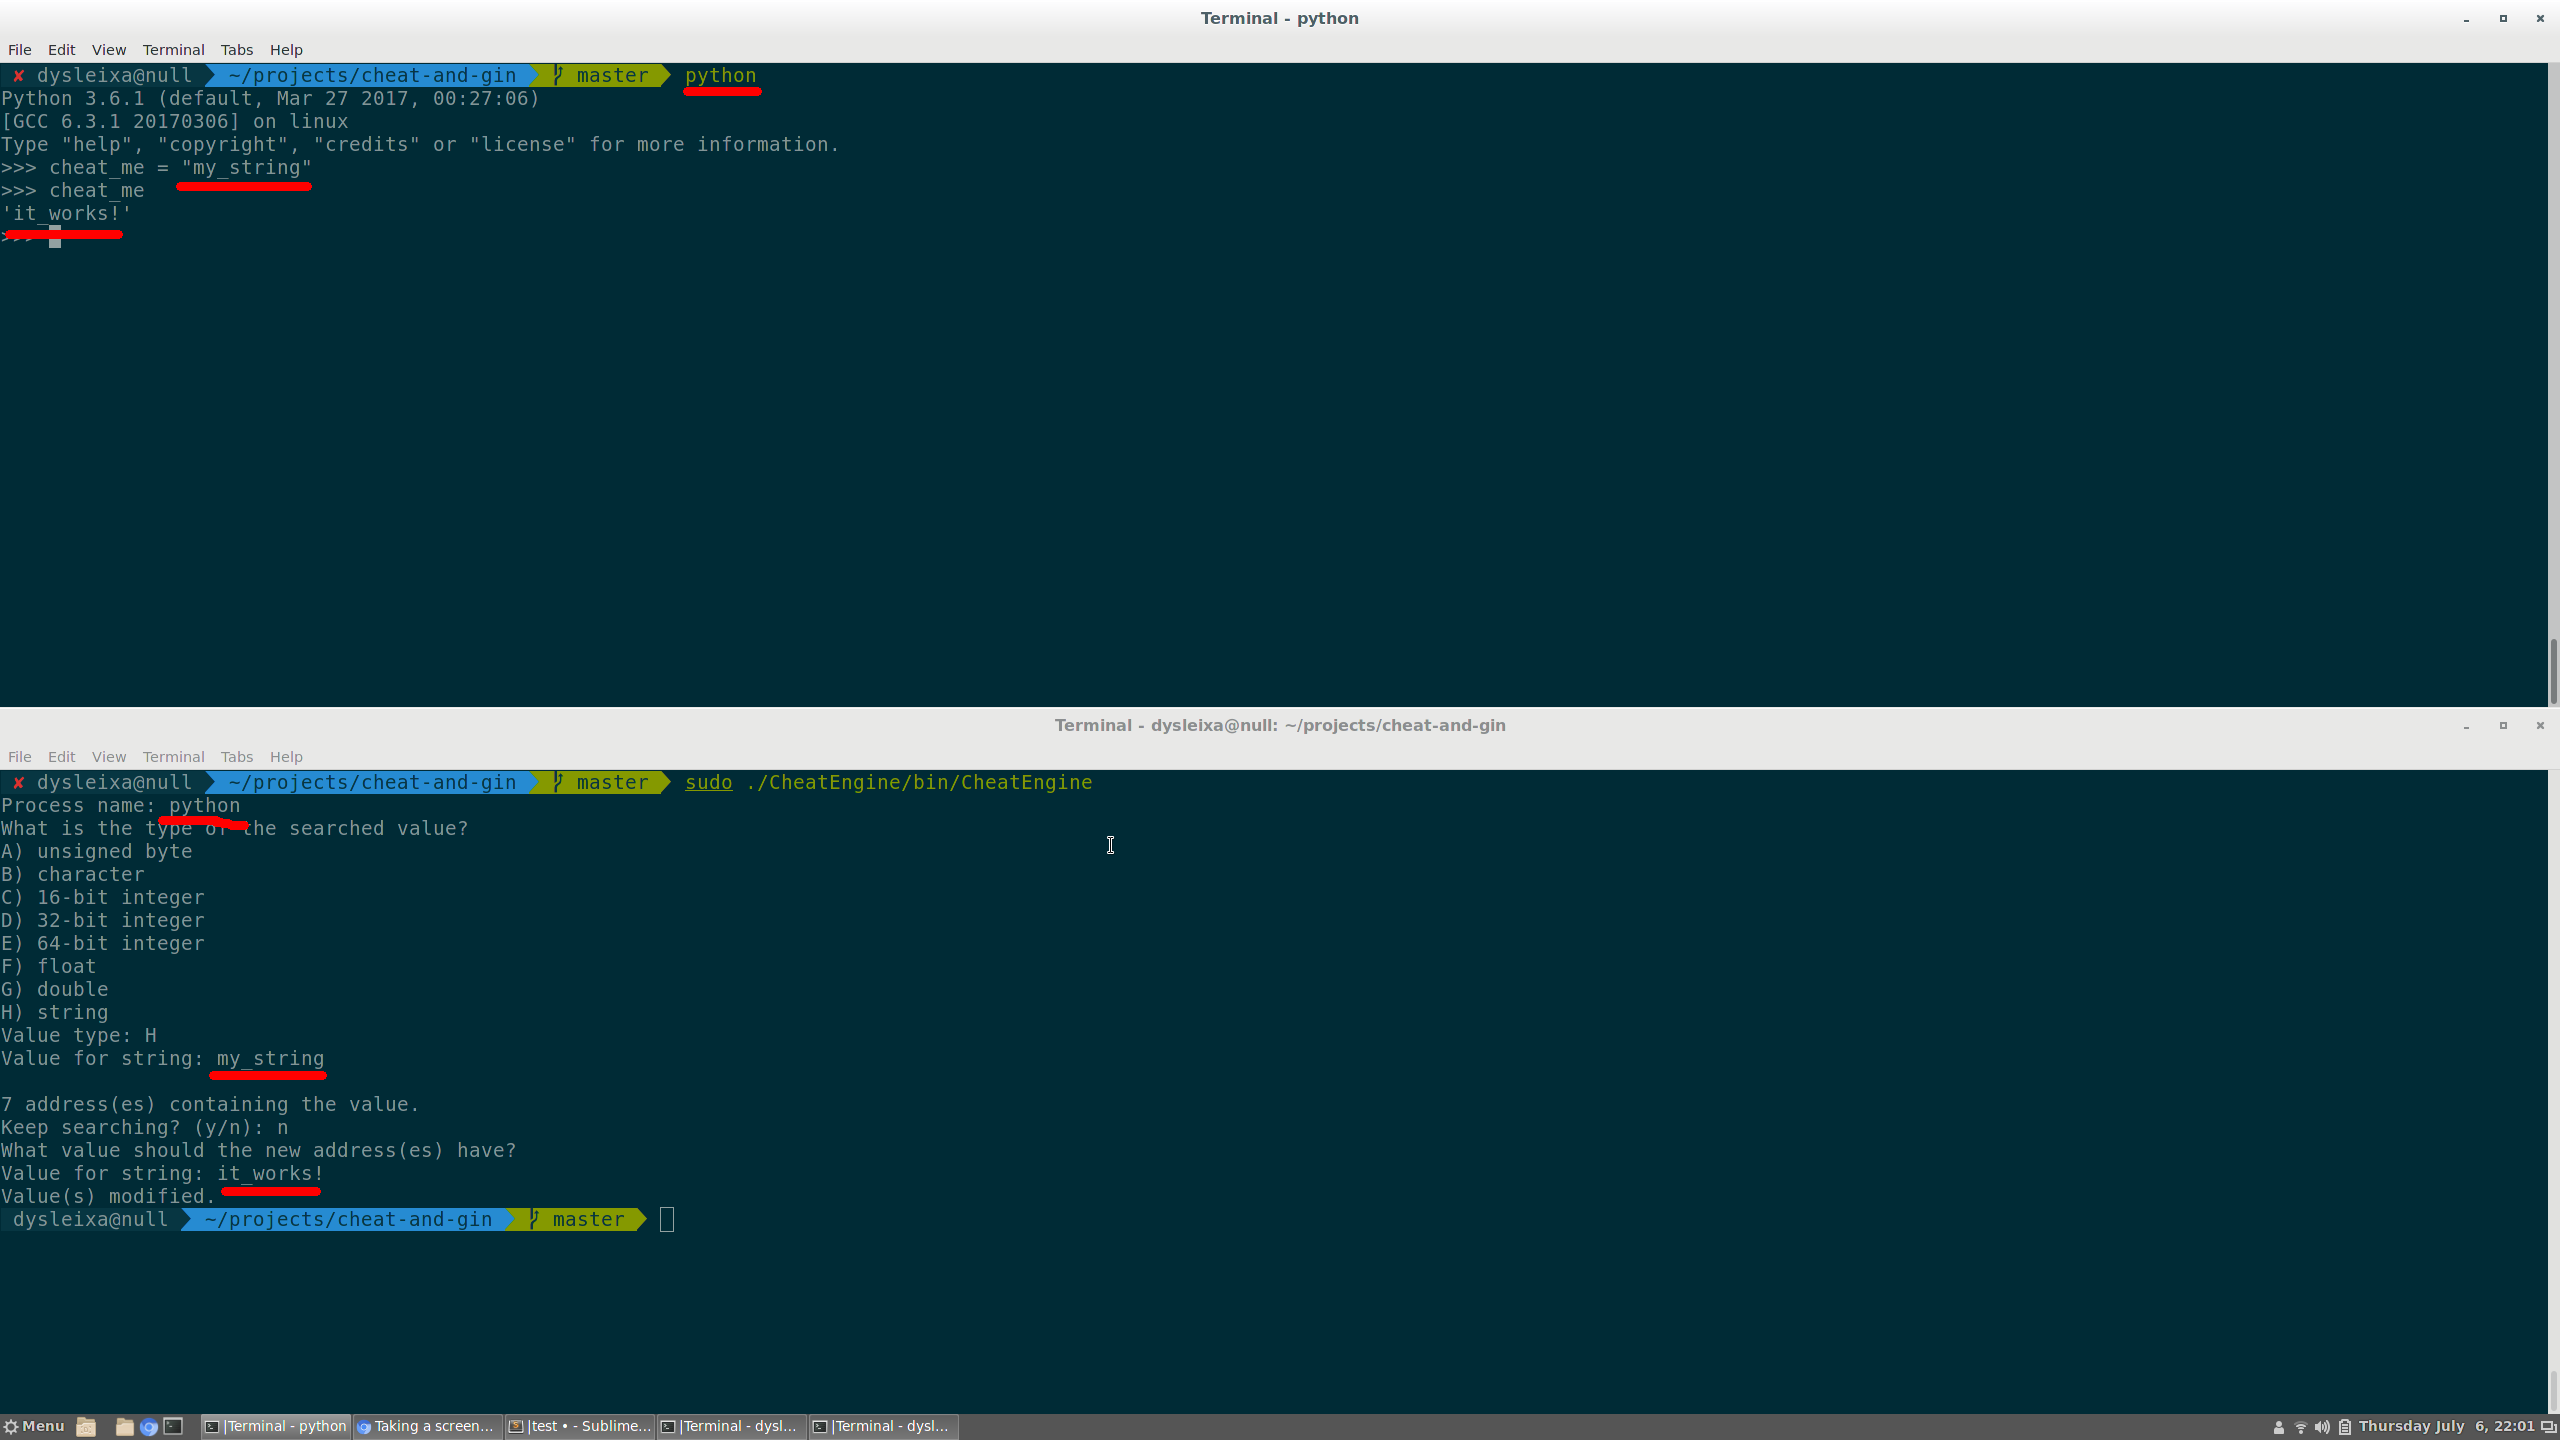 Terminal - python
File Edit View Terminal Tabs Help
✘ dysleixa@null ~/projects/cheat-and-gin master python
Python 3.6.1 (default, Mar 27 2017, 00:27:06)
[GCC 6.3.1 20170306] on linux
Type "help", "copyright", "credits" or "license" for more information.
>>> cheat_me = "my_string"
>>> cheat_me
'it_works!'
>>>
Terminal - dysleixa@null: ~/projects/cheat-and-gin
File Edit View Terminal Tabs Help
✘ dysleixa@null ~/projects/cheat-and-gin master sudo ./CheatEngine/bin/CheatEngine
Process name: python
What is the type of the searched value?
A) unsigned byte
B) character
C) 16-bit integer
D) 32-bit integer
E) 64-bit integer
F) float
G) double
H) string
Value type: H
Value for string: my_string
7 address(es) containing the value.
Keep searching? (y/n): n
What value should the new address(es) have?
Value for string: it_works!
Value(s) modified.
dysleixa@null ~/projects/cheat-and-gin master
Menu |Terminal - python Taking a screen... |test • - Sublime... |Terminal - dysl... |Terminal - dysl... Thursday July 6, 22:01